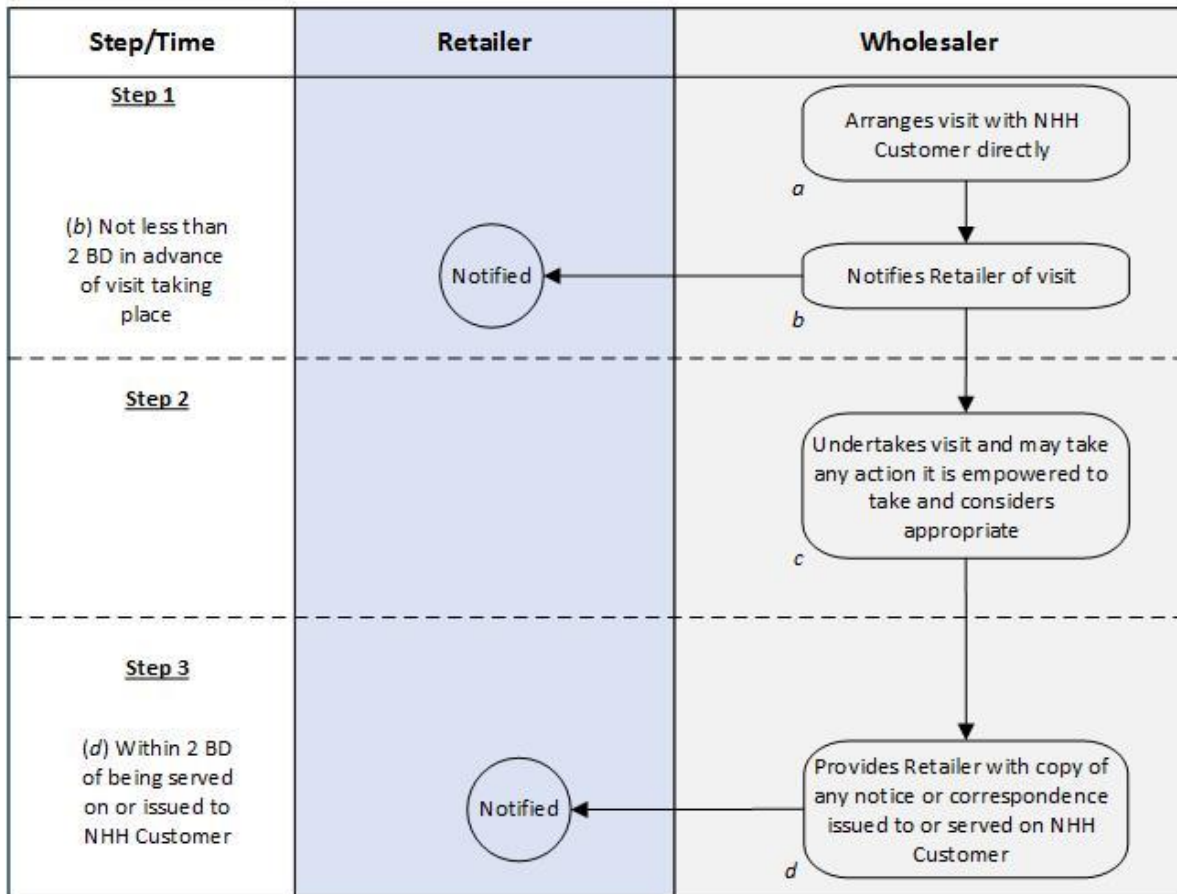 Step/Time
Retailer
Wholesaler
Step 1
Arranges visit with NHH
Customer directly
a
(b) Not less than
2 BD in advance
of visit taking
place
Notified
Notifies Retailer of visit
b
Step 2
Undertakes visit and may take
any action it is empowered to
take and considers
appropriate
c
Step 3
(d) Within 2 BD
of being served
on or issued to
NHH Customer
Notified
Provides Retailer with copy of
any notice or correspondence
issued to or served on NHH
Customer
d